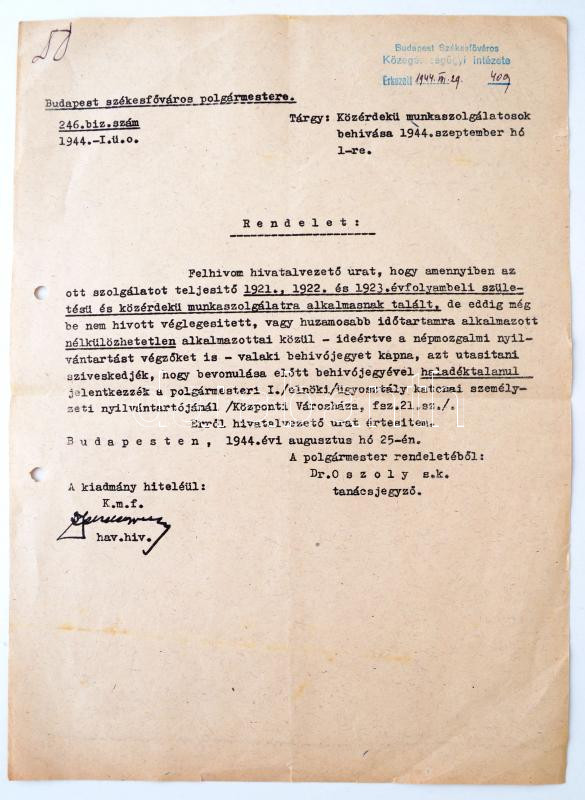 Budapest Székesfőváros
Közegészségügyi Intézete
Érkezett 1944.VIII.29. 409
Budapest székesfőváros polgármestere.
246.biz.szám
1944.-I.ü.o.
Tárgy: Közérdekü munkaszolgálatosok
behivása 1944.szeptember hó
1-re.
R e n d e l e t :
Felhivom hivatalvezető urat, hogy amennyiben az
ott szolgálatot teljesitő 1921., 1922. és 1923.évfolyambeli szüle-
tésü és közérdekü munkaszolgálatra alkalmasnak talált, de eddig még
be nem hivott véglegesitett, vagy huzamosabb időtartamra alkalmazott
nélkülözhetetlen alkalmazottai közül - ideértve a népmozgalmi nyil-
vántartást végzőket is - valaki behivójegyet kapna, azt utasitani
sziveskedjék, hogy bevonulása előtt behivójegyével haladéktalanul
jelentkezzék a polgármesteri I./elnöki/ügyosztály katonai személy-
zeti nyilvántartójánál /Központi Városháza, fsz.21.sz./.
Erről hivatalvezető urat értesitem.
B u d a p e s t e n , 1944.évi augusztus hó 25-én.
A polgármester rendeletéből:
Dr.O s z o l y s.k.
tanácsjegyző.
A kiadmány hiteléül:
K.m.f.
hav.hiv.